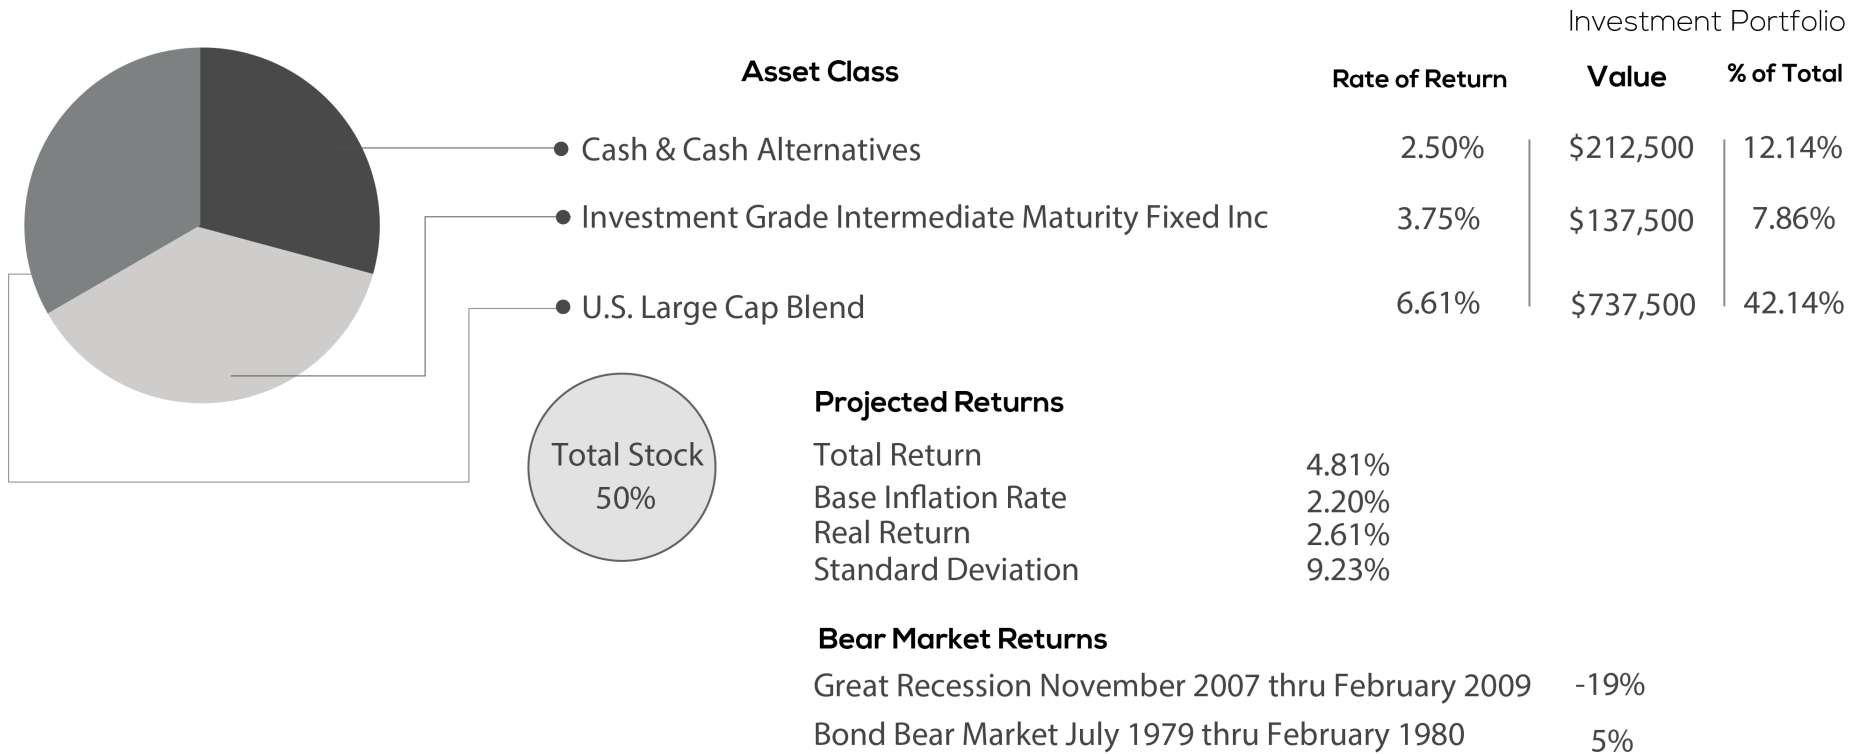 Investment Portfolio
Asset Class Rate of Return Value % of Total
Cash & Cash Alternatives 2.50% $212,500 12.14%
Investment Grade Intermediate Maturity Fixed Inc 3.75% $137,500 7.86%
U.S. Large Cap Blend 6.61% $737,500 42.14%
Total Stock
50%
Projected Returns
Total Return 4.81%
Base Inflation Rate 2.20%
Real Return 2.61%
Standard Deviation 9.23%
Bear Market Returns
Great Recession November 2007 thru February 2009 -19%
Bond Bear Market July 1979 thru February 1980 5%